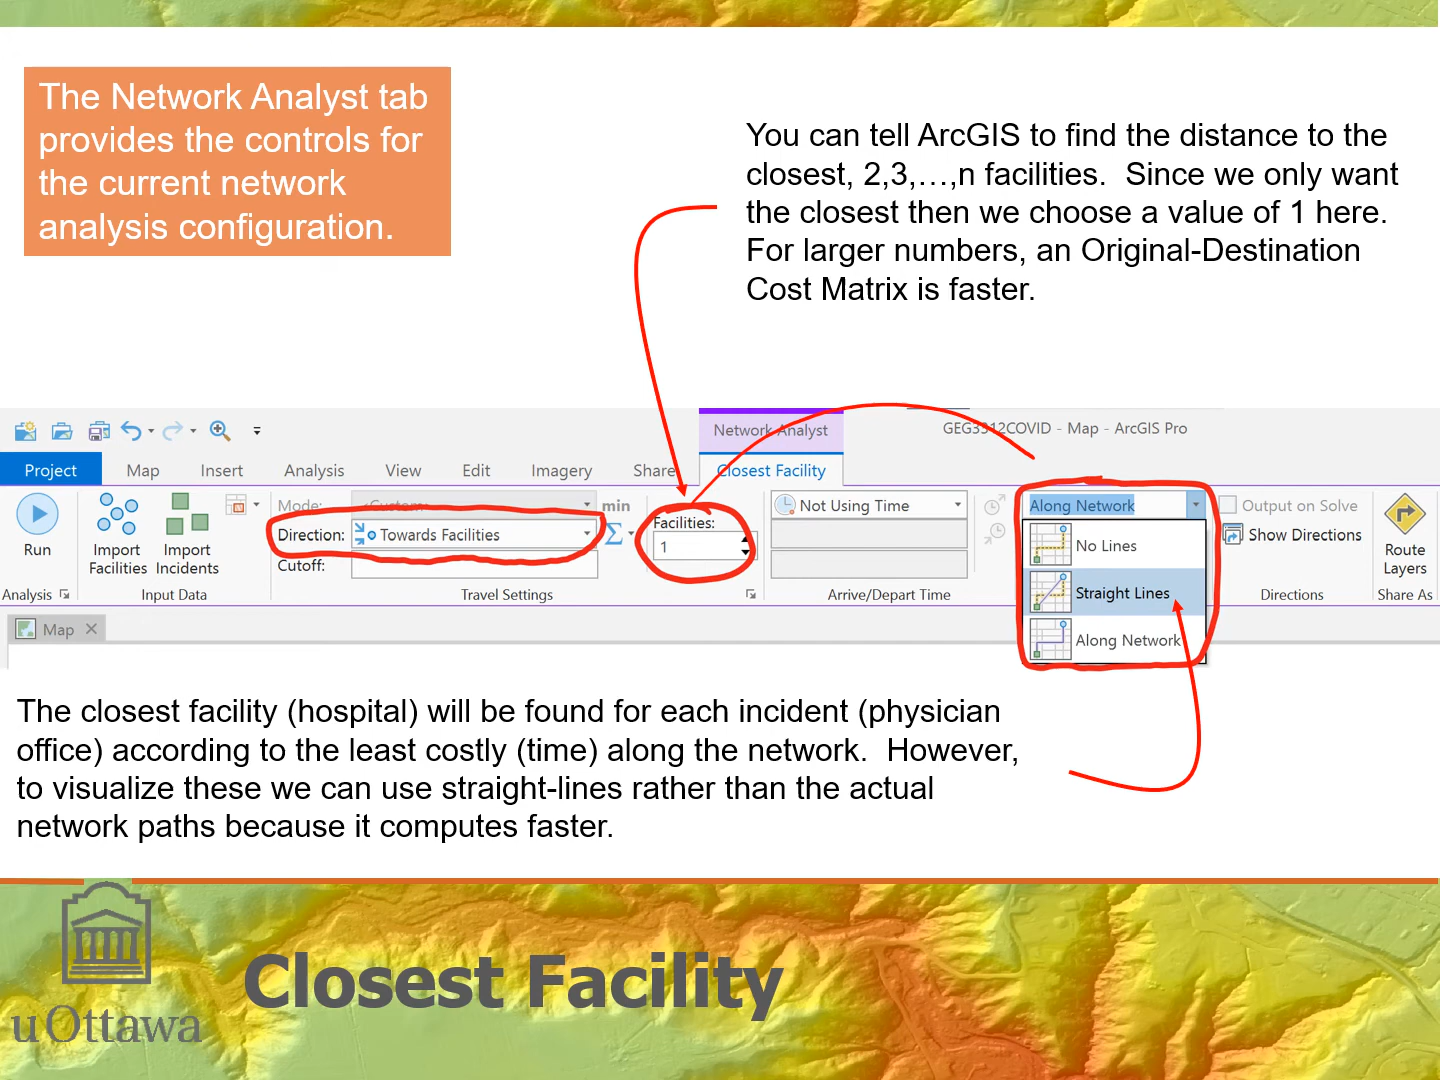 The Network Analyst tab
provides the controls for
the current network
analysis configuration.
You can tell ArcGIS to find the distance to the
closest, 2,3,…,n facilities.  Since we only want
the closest then we choose a value of 1 here.
For larger numbers, an Original-Destination
Cost Matrix is faster.
Network Analyst
GEG3312COVID - Map - ArcGIS Pro
Project Map Insert Analysis View Edit Imagery Share Closest Facility
Run
Import
Facilities
Import
Incidents
Mode: <Custom> min
Direction: Towards Facilities
Cutoff:
Facilities:
1
Not Using Time
Along Network
No Lines
Straight Lines
Along Network
Output on Solve
Show Directions
Route
Layers
Analysis Input Data Travel Settings Arrive/Depart Time Directions Share As
Map
The closest facility (hospital) will be found for each incident (physician
office) according to the least costly (time) along the network.  However,
to visualize these we can use straight-lines rather than the actual
network paths because it computes faster.
uOttawa
Closest Facility